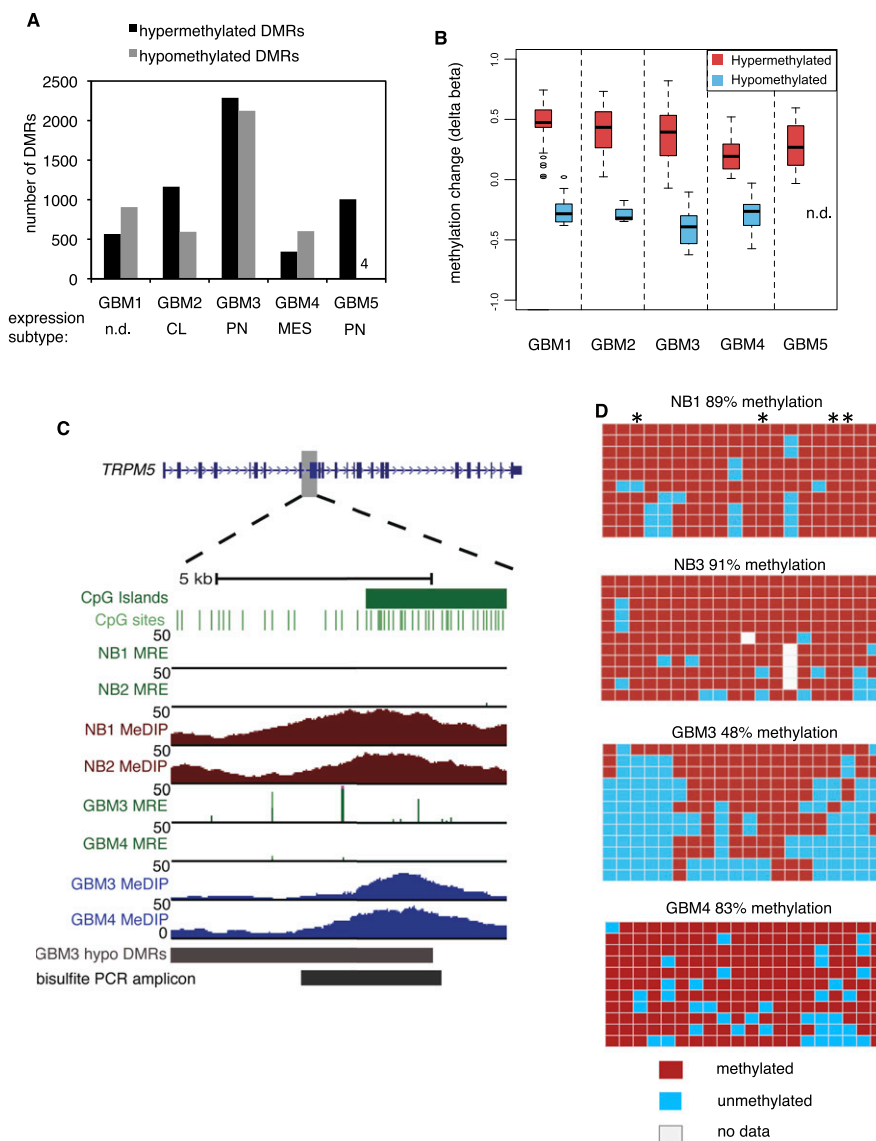 A
hypermethylated DMRs
hypomethylated DMRs
number of DMRs
2500
2000
1500
1000
500
0
4
GBM1 GBM2 GBM3 GBM4 GBM5
expression subtype: n.d. CL PN MES PN
B
Hypermethylated
Hypomethylated
methylation change (delta beta)
1.0
0.5
0.0
-0.5
-1.0
n.d.
GBM1 GBM2 GBM3 GBM4 GBM5
C
TRPM5
5 kb
CpG Islands
CpG sites
50
NB1 MRE
50
NB2 MRE
50
NB1 MeDIP
50
NB2 MeDIP
50
GBM3 MRE
50
GBM4 MRE
50
GBM3 MeDIP
50
GBM4 MeDIP
0
GBM3 hypo DMRs
bisulfite PCR amplicon
D
NB1 89% methylation
* * * *
NB3 91% methylation
GBM3 48% methylation
GBM4 83% methylation
methylated
unmethylated
no data